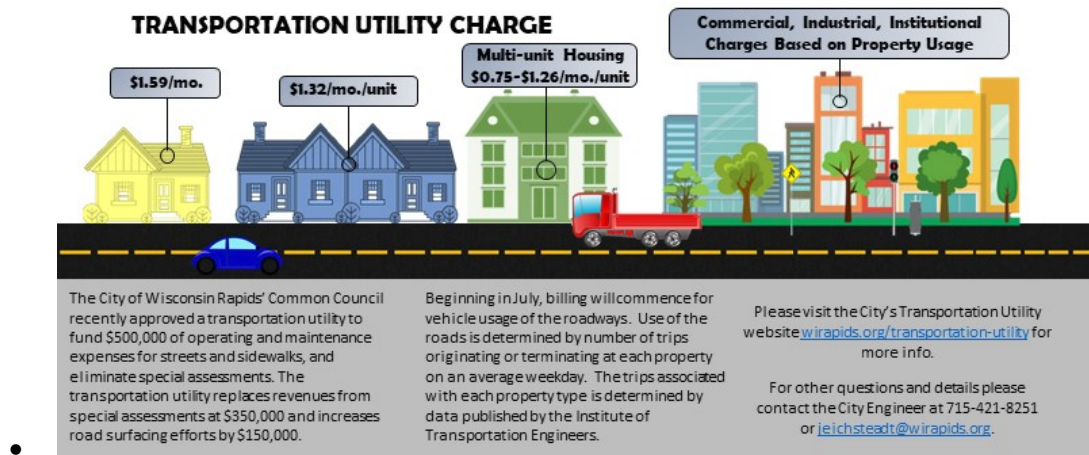 TRANSPORTATION UTILITY CHARGE
$1.59/mo.
$1.32/mo./unit
Multi-unit Housing
$0.75-$1.26/mo./unit
Commercial, Industrial, Institutional
Charges Based on Property Usage
The City of Wisconsin Rapids' Common Council
recently approved a transportation utility to
fund $500,000 of operating and maintenance
expenses for streets and sidewalks, and
eliminate special assessments. The
transportation utility replaces revenues from
special assessments at $350,000 and increases
road surfacing efforts by $150,000.
Beginning in July, billing will commence for
vehicle usage of the roadways. Use of the
roads is determined by number of trips
originating or terminating at each property
on an average weekday. The trips associated
with each property type is determined by
data published by the Institute of
Transportation Engineers.
Please visit the City's Transportation Utility
website wirapids.org/transportation-utility for
more info.
For other questions and details please
contact the City Engineer at 715-421-8251
or jeichsteadt@wirapids.org.